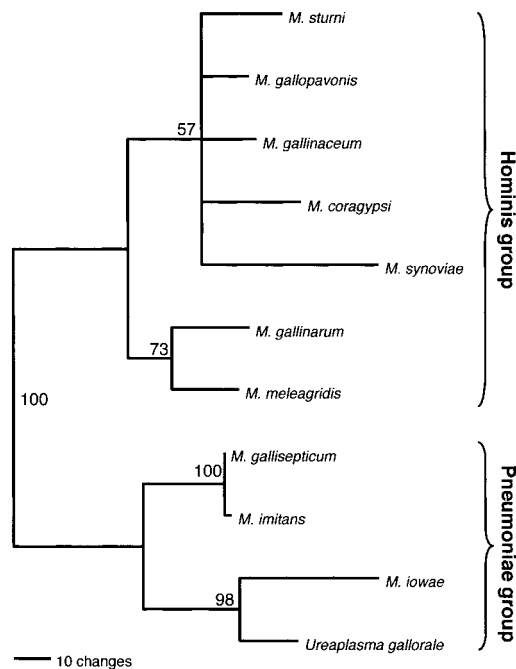 M. sturni
M. gallopavonis
57
M. gallinaceum
M. coragypsi
M. synoviae
Hominis group
M. gallinarum
73
M. meleagridis
100
M. gallisepticum
100
M. imitans
Pneumoniae group
M. iowae
98
Ureaplasma gallorale
10 changes